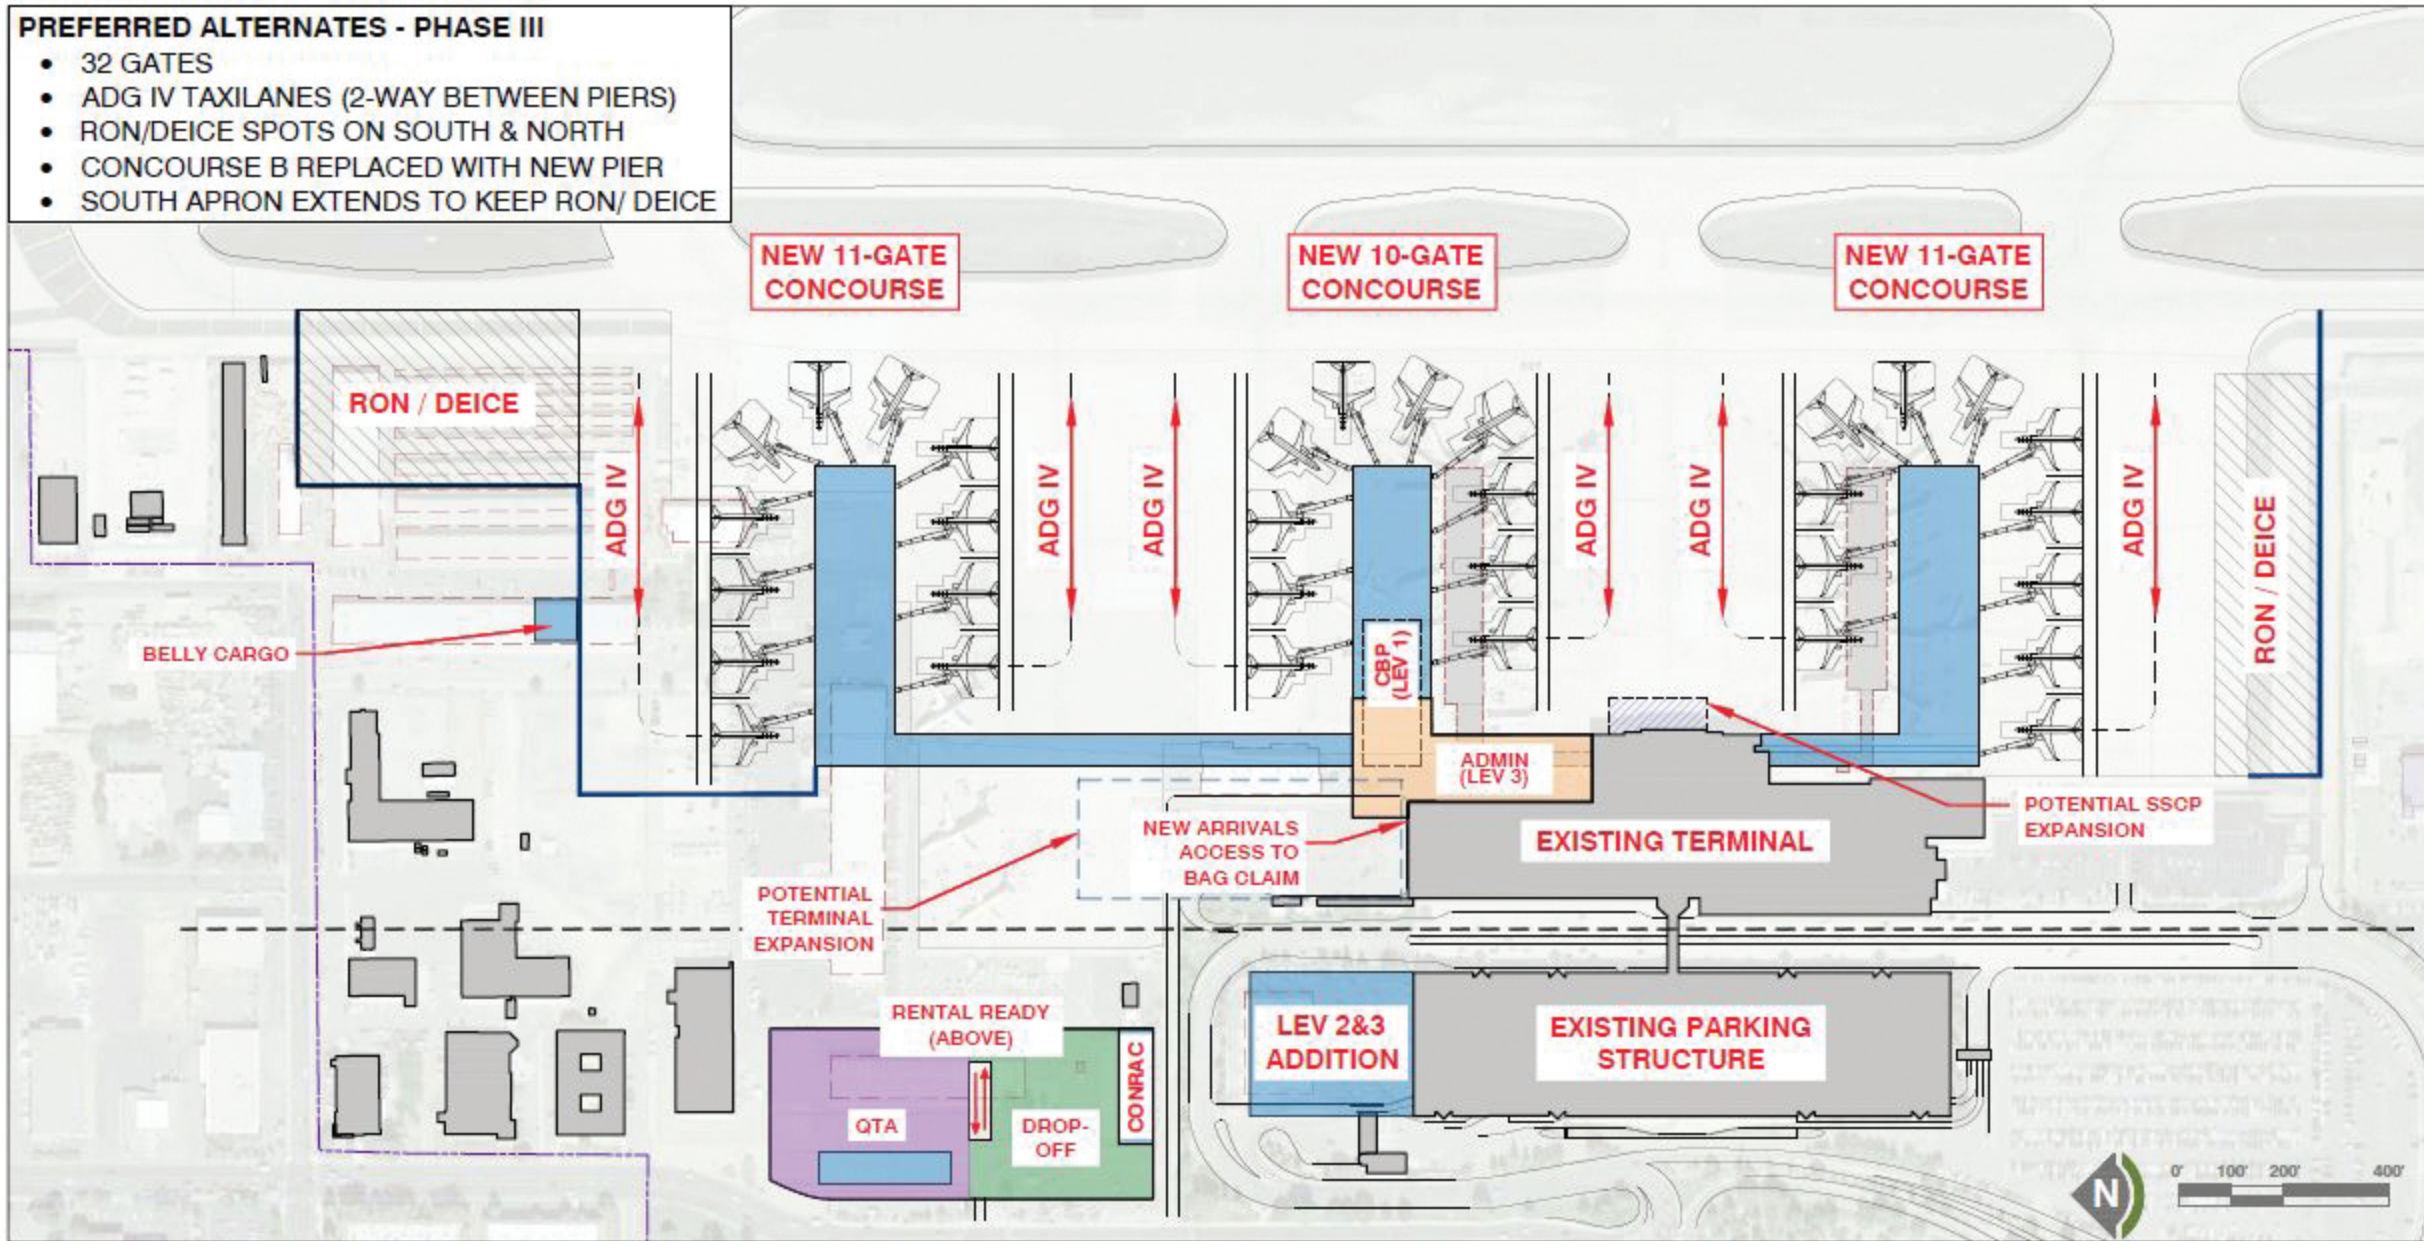 PREFERRED ALTERNATES - PHASE III
• 32 GATES
• ADG IV TAXILANES (2-WAY BETWEEN PIERS)
• RON/DEICE SPOTS ON SOUTH & NORTH
• CONCOURSE B REPLACED WITH NEW PIER
• SOUTH APRON EXTENDS TO KEEP RON/ DEICE
NEW 11-GATE
CONCOURSE
NEW 10-GATE
CONCOURSE
NEW 11-GATE
CONCOURSE
RON / DEICE
ADG IV
ADG IV
ADG IV
ADG IV
ADG IV
ADG IV
RON / DEICE
BELLY CARGO
CBP
(LEV 1)
ADMIN
(LEV 3)
POTENTIAL SSCP
EXPANSION
NEW ARRIVALS
ACCESS TO
BAG CLAIM
EXISTING TERMINAL
POTENTIAL
TERMINAL
EXPANSION
RENTAL READY
(ABOVE)
QTA
DROP-
OFF
CONRAC
LEV 2&3
ADDITION
EXISTING PARKING
STRUCTURE
N
0' 100' 200' 400'